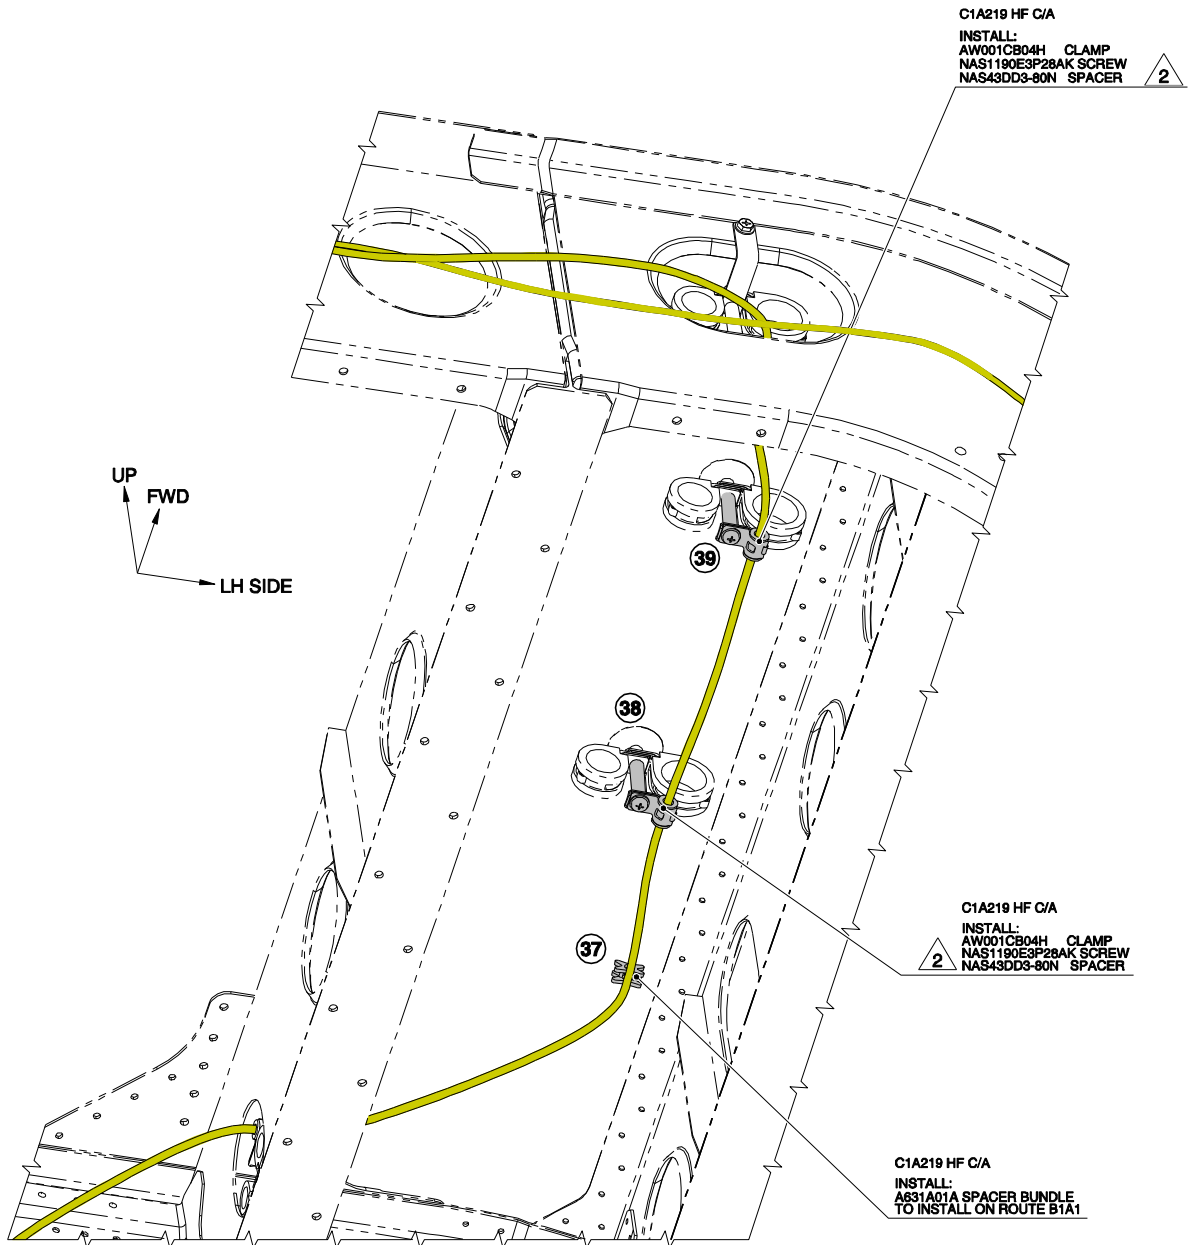 C1A219 HF C/A
INSTALL:
AW001CB04H CLAMP
NAS1190E3P28AK SCREW
NAS43DD3-80N SPACER
2
UP
FWD
LH SIDE
39
38
37
C1A219 HF C/A
INSTALL:
AW001CB04H CLAMP
NAS1190E3P28AK SCREW
NAS43DD3-80N SPACER
2
C1A219 HF C/A
INSTALL:
A631A01A SPACER BUNDLE
TO INSTALL ON ROUTE B1A1